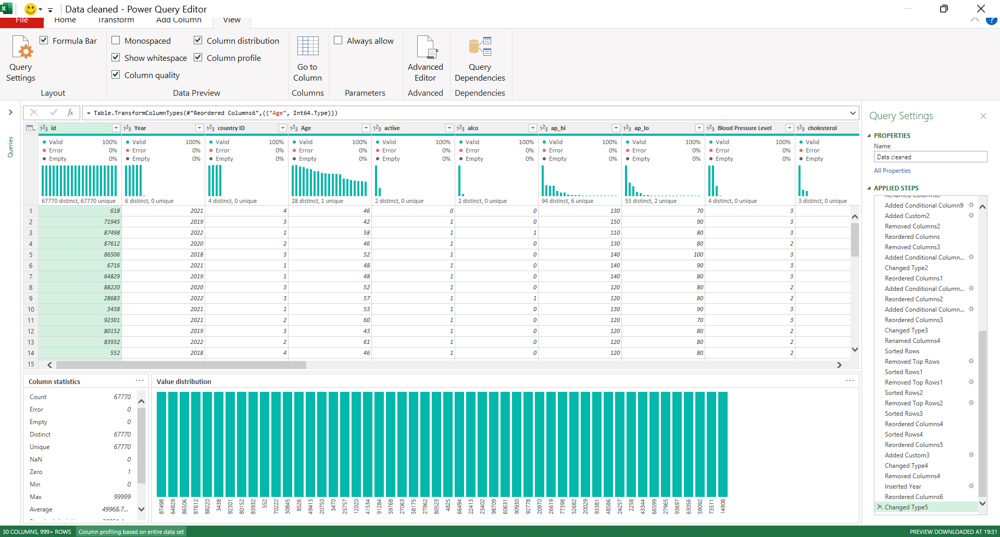 Data cleaned - Power Query Editor
File Home Transform Add Column View
Formula Bar Monospaced Column distribution Always allow
Show whitespace Column profile
Column quality
Query Settings Go to Column Advanced Editor Query Dependencies
Layout Data Preview Columns Parameters Advanced Dependencies
Queries
fx = Table.TransformColumnTypes(#"Reordered Columns6",{{"Age", Int64.Type}})
id Year country ID Age active alco ap_hi ap_lo Blood Pressure Level cholesterol
Valid 100% Valid 100% Valid 100% Valid 100% Valid 100% Valid 100% Valid 100% Valid 100% Valid 100% Valid
Error 0% Error 0% Error 0% Error 0% Error 0% Error 0% Error 0% Error 0% Error 0% Error
Empty 0% Empty 0% Empty 0% Empty 0% Empty 0% Empty 0% Empty 0% Empty 0% Empty 0% Empty
67770 distinct, 67770 unique 6 distinct, 0 unique 4 distinct, 0 unique 28 distinct, 1 unique 2 distinct, 0 unique 2 distinct, 0 unique 94 distinct, 6 unique 53 distinct, 2 unique 4 distinct, 0 unique 3 distinct, 0 unique
1 618 2021 4 46 0 0 130 70 3
2 71945 2019 3 42 1 0 150 90 3
3 87498 2022 1 58 1 1 110 80 3
4 87612 2020 2 46 1 0 130 80 2
5 86506 2018 3 52 1 0 140 100 3
6 6716 2021 1 48 1 0 140 90 3
7 64829 2019 1 48 1 0 140 80 3
8 88220 2020 3 52 1 0 120 80 2
9 28683 2022 3 57 1 1 120 80 2
10 3438 2021 1 53 1 0 130 90 3
11 92301 2021 2 60 1 0 120 70 3
12 80152 2019 3 43 1 0 120 80 2
13 83932 2022 2 61 1 0 120 80 2
14 552 2018 4 46 1 0 120 80 2
15
Column statistics
Count 67770
Error 0
Empty 0
Distinct 67770
Unique 67770
NaN 0
Zero 1
Min 0
Max 99999
Average 49968.7...
Value distribution
87498 64829 86506 87612 88220 3438 92301 80152 83932 552 70222 30845 8526 49413 20750 3470 25757 12020 41534 91284 59768 27063 58175 27962 80523 4825 66494 22413 23402 98709 60631 90930 92778 20970 26619 77398 52682 20029 93381 48586 24257 2258 43344 66599 27965 93697 63056 59092 73511 14908
Query Settings
PROPERTIES
Name
Data cleaned
All Properties
APPLIED STEPS
Renamed Columns3
Added Conditional Column9
Added Custom2
Removed Columns2
Reordered Columns
Removed Columns3
Added Conditional Column...
Changed Type2
Reordered Columns1
Added Conditional Column...
Reordered Columns2
Added Conditional Column...
Reordered Columns3
Changed Type3
Renamed Columns4
Sorted Rows
Removed Top Rows
Sorted Rows1
Removed Top Rows1
Sorted Rows2
Removed Top Rows2
Sorted Rows3
Reordered Columns4
Sorted Rows4
Reordered Columns5
Added Custom3
Changed Type4
Removed Columns4
Inserted Year
Reordered Columns6
Changed Type5
30 COLUMNS, 999+ ROWS Column profiling based on entire data set PREVIEW DOWNLOADED AT 19:31